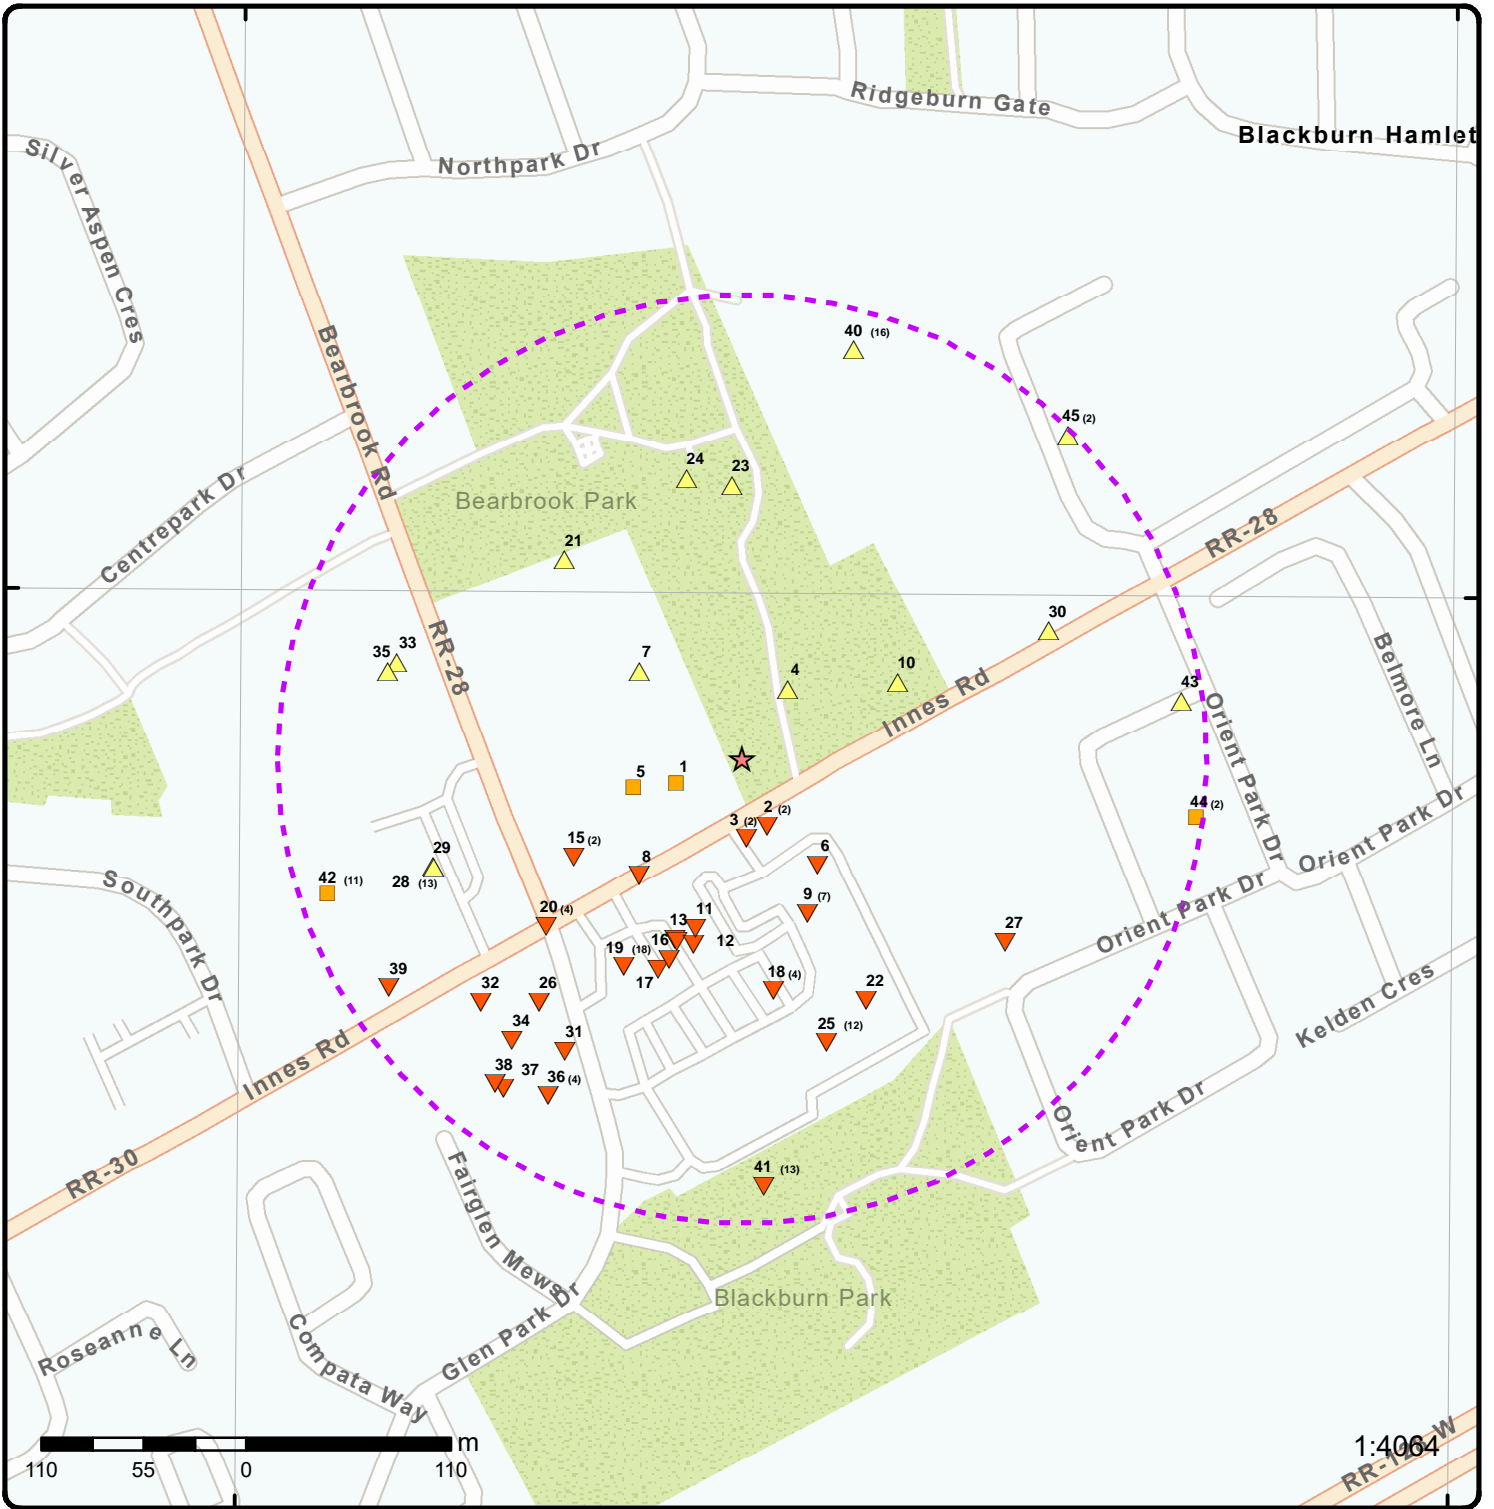 Ridgeburn Gate
Blackburn Hamlet
Northpark Dr
Silver Aspen Cres
Bearbrook Rd
40 (16)
45 (2)
24
23
Centrepark Dr
Bearbrook Park
RR-28
21
30
RR-28
35
33
7
4
10
Innes Rd
43
Belmore Ln
Orient Park Dr
5
1
44 (2)
2 (2)
3 (2)
15 (2)
8
6
29
28 (13)
42 (11)
Orient Park Dr
Orient Park Dr
Southpark Dr
20 (4)
9 (7)
11
13
12
16
19 (18)
17
27
39
32
26
18 (4)
22
Kelden Cres
34
31
25 (12)
Innes Rd
38
37
36 (4)
Orient Park Dr
RR-30
41 (13)
Fairglen Mews
Blackburn Park
Glen Park Dr
Compata Way
Roseanne Ln
m
110 55 0 110
1:4064
RR-126 W